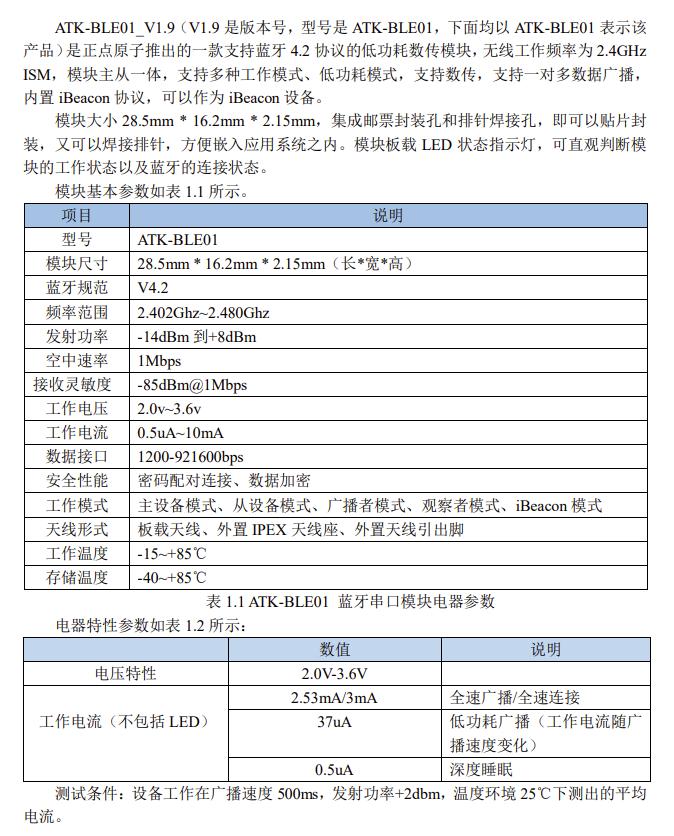 ATK-BLE01_V1.9（V1.9 是版本号，型号是 ATK-BLE01，下面均以 ATK-BLE01 表示该
产品）是正点原子推出的一款支持蓝牙 4.2 协议的低功耗数传模块，无线工作频率为 2.4GHz
ISM，模块主从一体，支持多种工作模式、低功耗模式，支持数传，支持一对多数据广播，
内置 iBeacon 协议，可以作为 iBeacon 设备。
模块大小 28.5mm * 16.2mm * 2.15mm，集成邮票封装孔和排针焊接孔，即可以贴片封
装，又可以焊接排针，方便嵌入应用系统之内。模块板载 LED 状态指示灯，可直观判断模
块的工作状态以及蓝牙的连接状态。
模块基本参数如表 1.1 所示。
项目 说明
型号 ATK-BLE01
模块尺寸 28.5mm * 16.2mm * 2.15mm（长*宽*高）
蓝牙规范 V4.2
频率范围 2.402Ghz~2.480Ghz
发射功率 -14dBm 到+8dBm
空中速率 1Mbps
接收灵敏度 -85dBm@1Mbps
工作电压 2.0v~3.6v
工作电流 0.5uA~10mA
数据接口 1200-921600bps
安全性能 密码配对连接、数据加密
工作模式 主设备模式、从设备模式、广播者模式、观察者模式、iBeacon 模式
天线形式 板载天线、外置 IPEX 天线座、外置天线引出脚
工作温度 -15~+85℃
存储温度 -40~+85℃
表 1.1 ATK-BLE01 蓝牙串口模块电器参数
电器特性参数如表 1.2 所示：
数值 说明
电压特性 2.0V-3.6V
2.53mA/3mA 全速广播/全速连接
工作电流（不包括 LED） 37uA 低功耗广播（工作电流随广
播速度变化）
0.5uA 深度睡眠
测试条件：设备工作在广播速度 500ms，发射功率+2dbm，温度环境 25℃下测出的平均
电流。